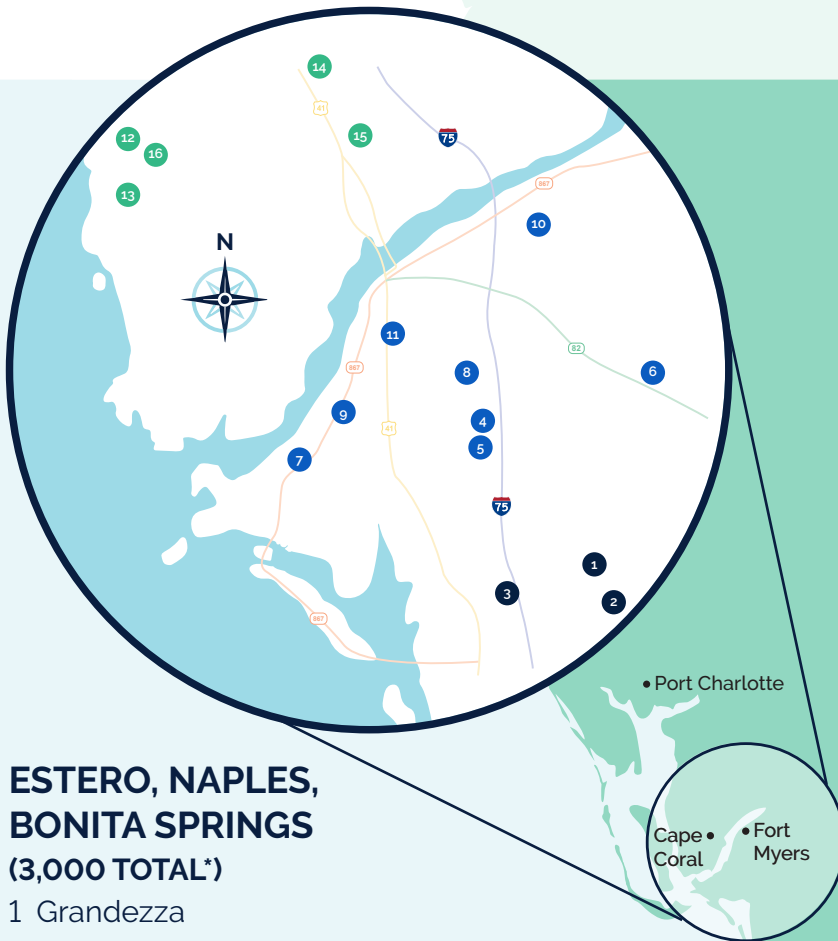 14
41
15
75
12
16
867
13
10
N
11
82
867
8
6
9
4
41
5
7
75
1
3
2
867
Port Charlotte
Cape
Coral
Fort
Myers
ESTERO, NAPLES,
BONITA SPRINGS
(3,000 TOTAL*)
1 Grandezza